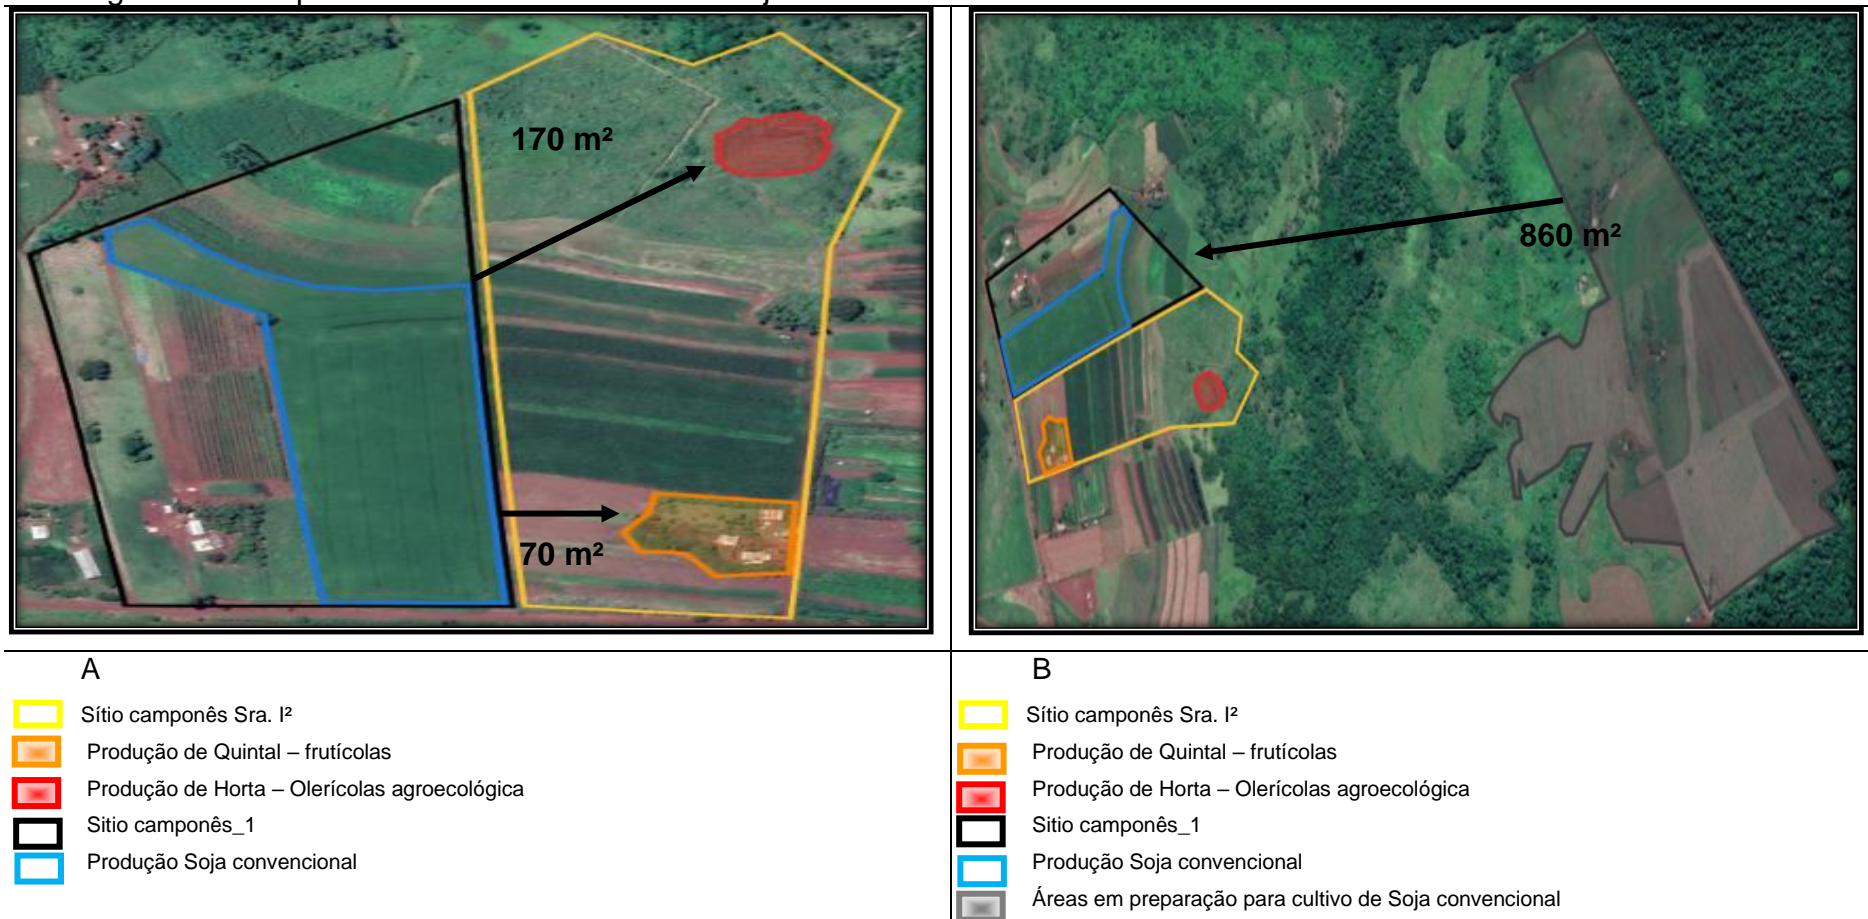 170 m²
70 m²
860 m²
A
Sítio camponês Sra. I²
Produção de Quintal – frutícolas
Produção de Horta – Olerícolas agroecológica
Sitio camponês_1
Produção Soja convencional
B
Sítio camponês Sra. I²
Produção de Quintal – frutícolas
Produção de Horta – Olerícolas agroecológica
Sitio camponês_1
Produção Soja convencional
Áreas em preparação para cultivo de Soja convencional